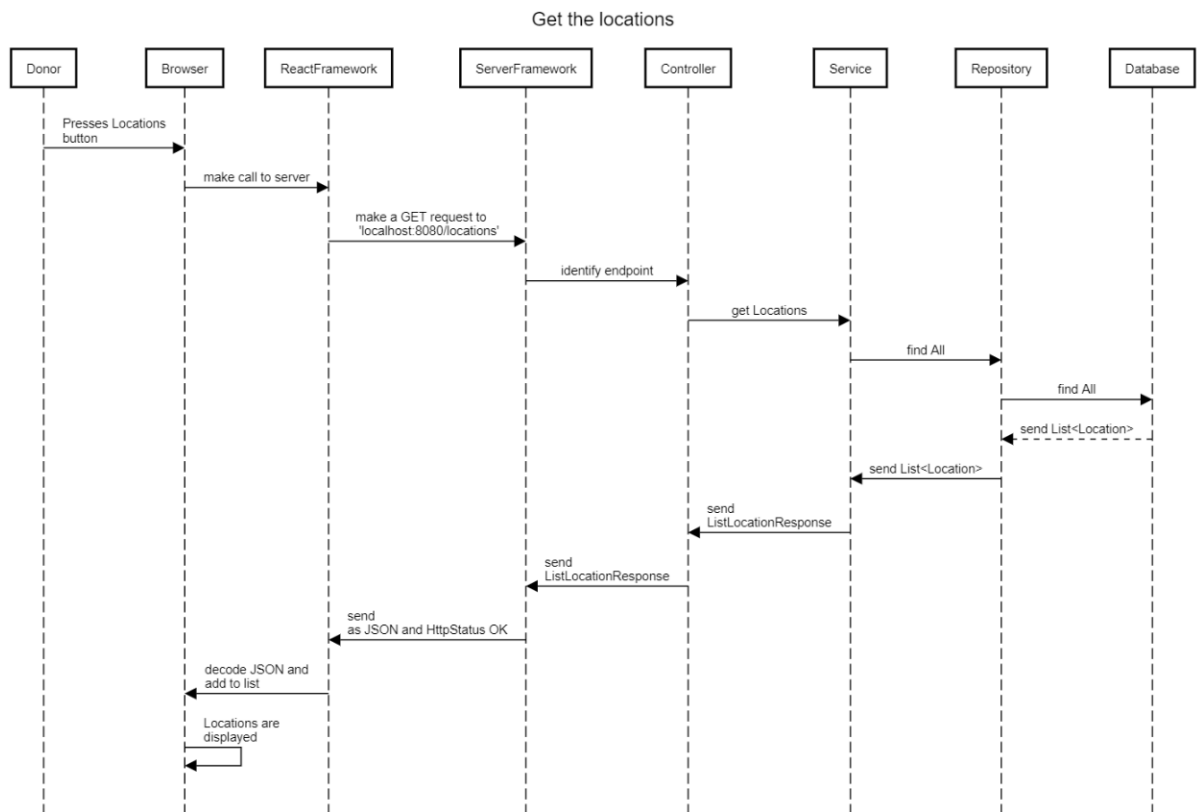 Get the locations
Donor
Browser
ReactFramework
ServerFramework
Controller
Service
Repository
Database
Presses Locations
button
make call to server
make a GET request to
'localhost:8080/locations'
identify endpoint
get Locations
find All
find All
send List<Location>
send List<Location>
send
ListLocationResponse
send
ListLocationResponse
send
as JSON and HttpStatus OK
decode JSON and
add to list
Locations are
displayed